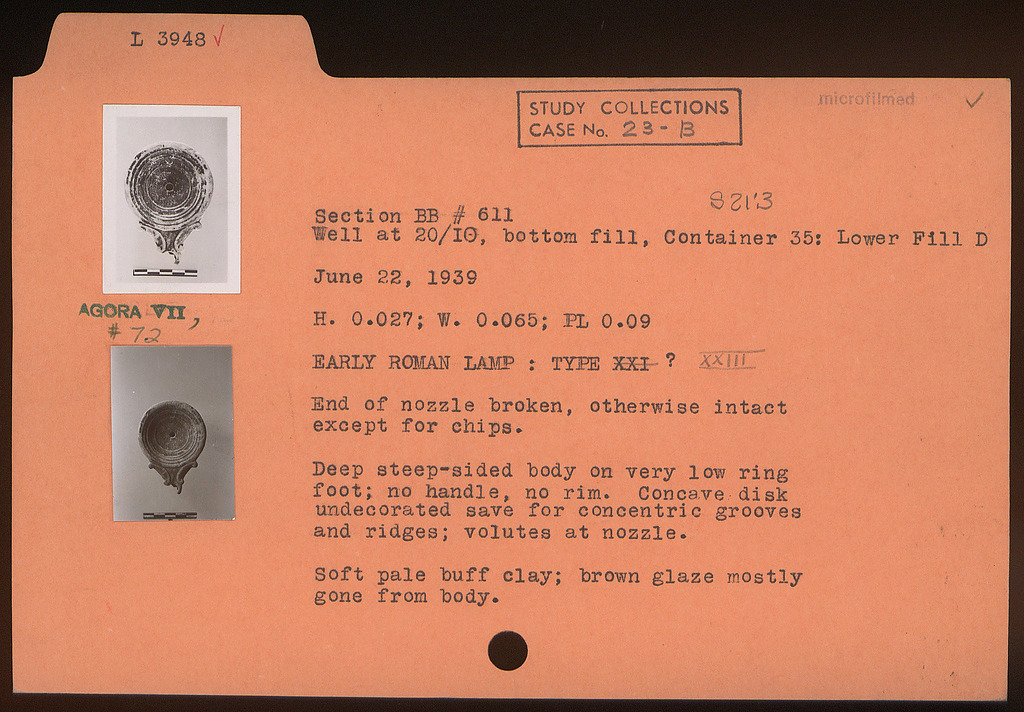 L 3948 ✓
microfilmed ✓
STUDY COLLECTIONS
CASE No. 23-B
S 21:3
Section BB # 611
Well at 20/IΘ, bottom fill, Container 35: Lower Fill D
June 22, 1939
AGORA VII,
# 72
H. 0.027; W. 0.065; PL 0.09
EARLY ROMAN LAMP : TYPE XXI ? XXIII
End of nozzle broken, otherwise intact
except for chips.
Deep steep-sided body on very low ring
foot; no handle, no rim. Concave disk
undecorated save for concentric grooves
and ridges; volutes at nozzle.
Soft pale buff clay; brown glaze mostly
gone from body.